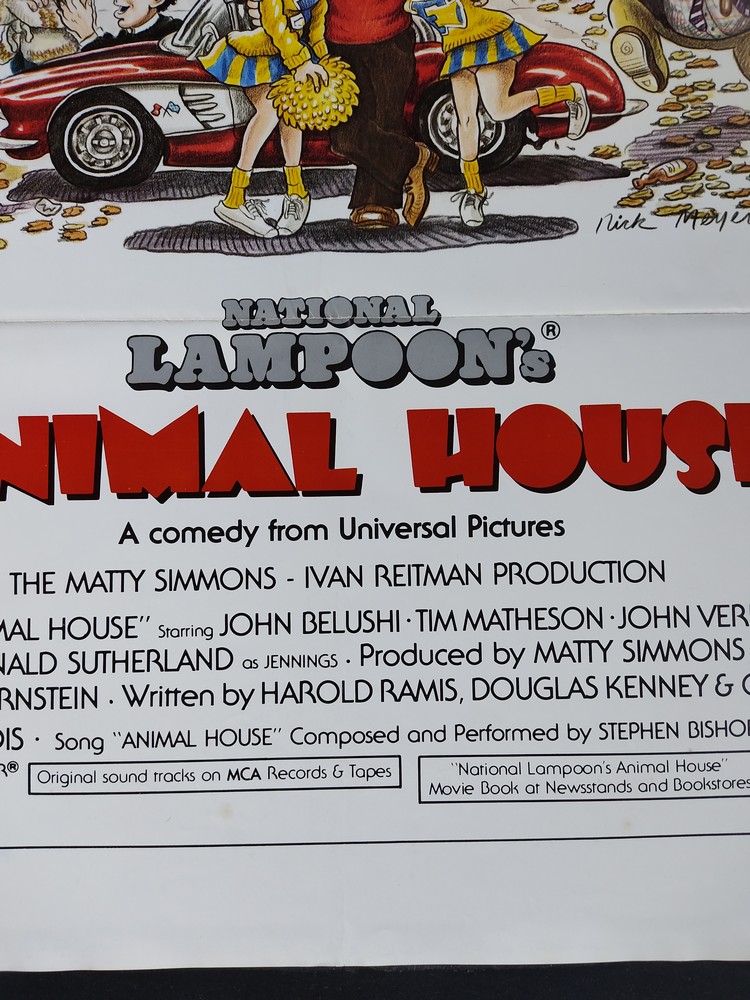 Rick Meyer
NATIONAL
LAMPOON's®
NIMAL HOUSE
A comedy from Universal Pictures
THE MATTY SIMMONS - IVAN REITMAN PRODUCTION
MAL HOUSE" Starring JOHN BELUSHI · TIM MATHESON · JOHN VER
NALD SUTHERLAND as JENNINGS · Produced by MATTY SIMMONS
RNSTEIN · Written by HAROLD RAMIS, DOUGLAS KENNEY & C
DIS · Song "ANIMAL HOUSE" Composed and Performed by STEPHEN BISHOP
R®
Original sound tracks on MCA Records & Tapes
"National Lampoon's Animal House"
Movie Book at Newsstands and Bookstores